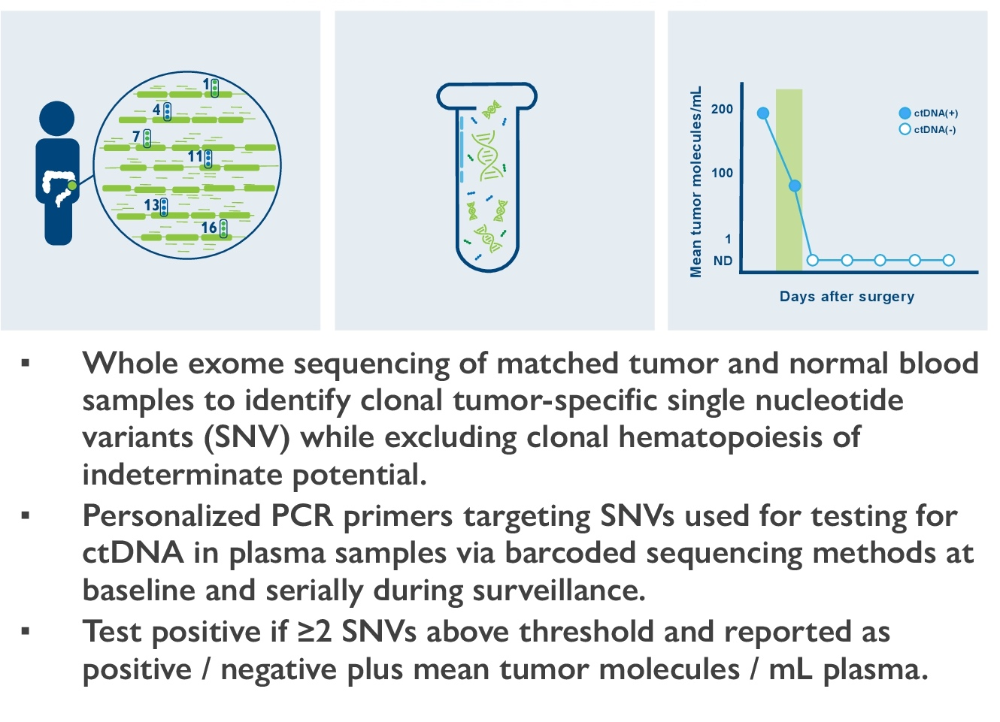 1
4
7
11
13
16
Mean tumor molecules/mL
200
100
1
ND
ctDNA(+)
ctDNA(-)
Days after surgery
▪ Whole exome sequencing of matched tumor and normal blood
samples to identify clonal tumor-specific single nucleotide
variants (SNV) while excluding clonal hematopoiesis of
indeterminate potential.
▪ Personalized PCR primers targeting SNVs used for testing for
ctDNA in plasma samples via barcoded sequencing methods at
baseline and serially during surveillance.
▪ Test positive if ≥2 SNVs above threshold and reported as
positive / negative plus mean tumor molecules / mL plasma.